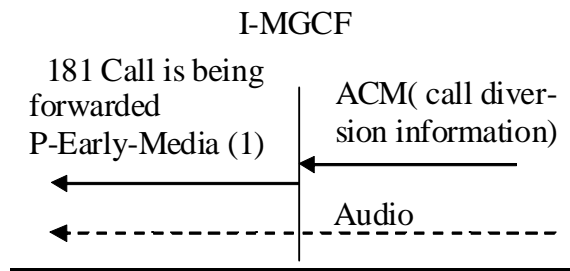 I-MGCF
181 Call is being
forwarded
P-Early-Media (1)
ACM( call diver-
sion information)
Audio